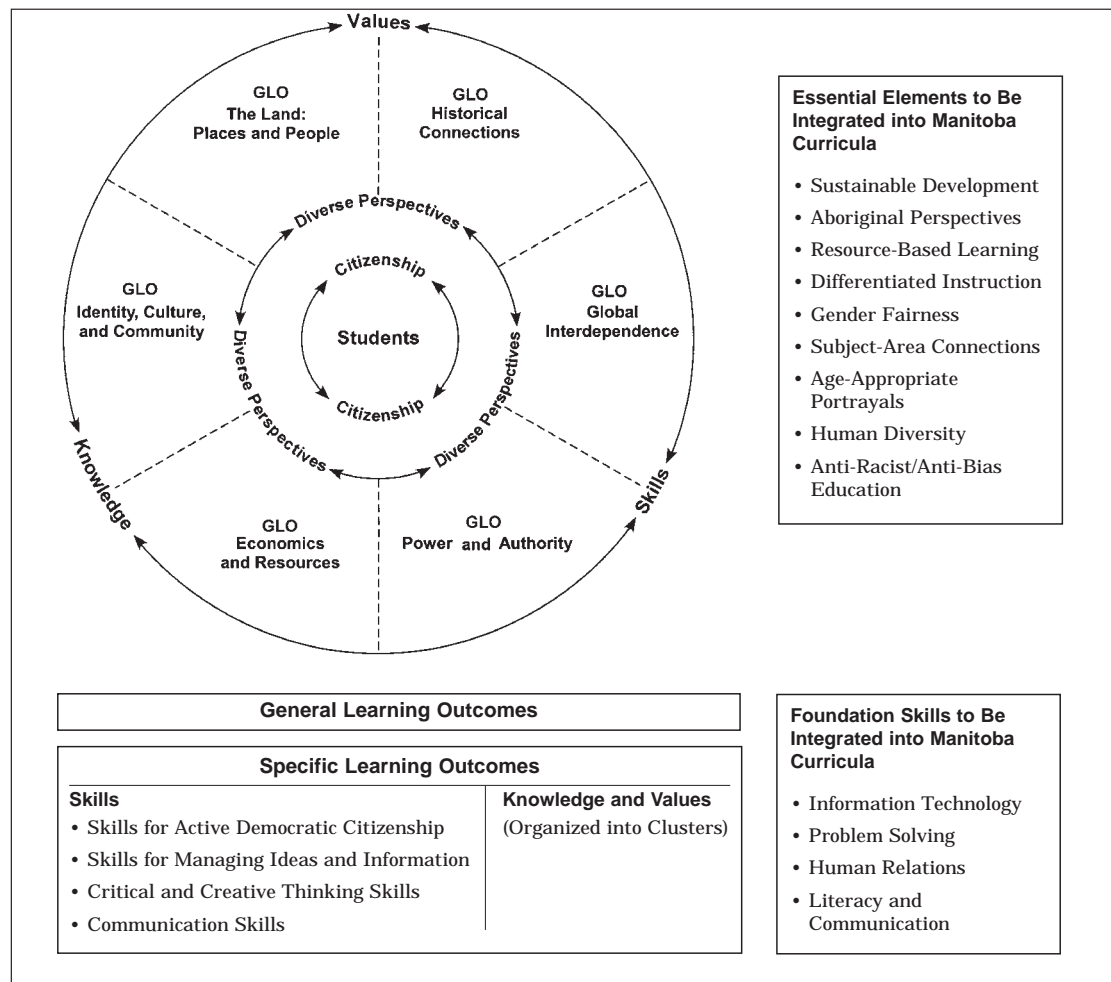 Values
GLO
The Land:
Places and People
GLO
Historical
Connections
GLO
Identity, Culture,
and Community
GLO
Global
Interdependence
Diverse Perspectives
Citizenship
Students
Citizenship
Diverse Perspectives
Diverse Perspectives
Knowledge
Skills
GLO
Economics
and Resources
GLO
Power and Authority
Essential Elements to Be
Integrated into Manitoba
Curricula
• Sustainable Development
• Aboriginal Perspectives
• Resource-Based Learning
• Differentiated Instruction
• Gender Fairness
• Subject-Area Connections
• Age-Appropriate
Portrayals
• Human Diversity
• Anti-Racist/Anti-Bias
Education
General Learning Outcomes
Specific Learning Outcomes
Skills
• Skills for Active Democratic Citizenship
• Skills for Managing Ideas and Information
• Critical and Creative Thinking Skills
• Communication Skills
Knowledge and Values
(Organized into Clusters)
Foundation Skills to Be
Integrated into Manitoba
Curricula
• Information Technology
• Problem Solving
• Human Relations
• Literacy and
Communication